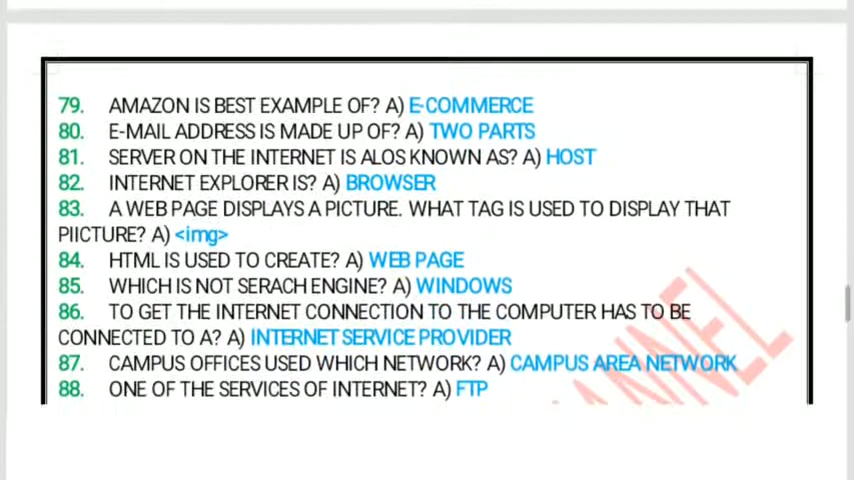 79. AMAZON IS BEST EXAMPLE OF? A) E-COMMERCE
80. E-MAIL ADDRESS IS MADE UP OF? A) TWO PARTS
81. SERVER ON THE INTERNET IS ALOS KNOWN AS? A) HOST
82. INTERNET EXPLORER IS? A) BROWSER
83. A WEB PAGE DISPLAYS A PICTURE. WHAT TAG IS USED TO DISPLAY THAT
PIICTURE? A) <img>
84. HTML IS USED TO CREATE? A) WEB PAGE
85. WHICH IS NOT SERACH ENGINE? A) WINDOWS
86. TO GET THE INTERNET CONNECTION TO THE COMPUTER HAS TO BE
CONNECTED TO A? A) INTERNET SERVICE PROVIDER
87. CAMPUS OFFICES USED WHICH NETWORK? A) CAMPUS AREA NETWORK
88. ONE OF THE SERVICES OF INTERNET? A) FTP